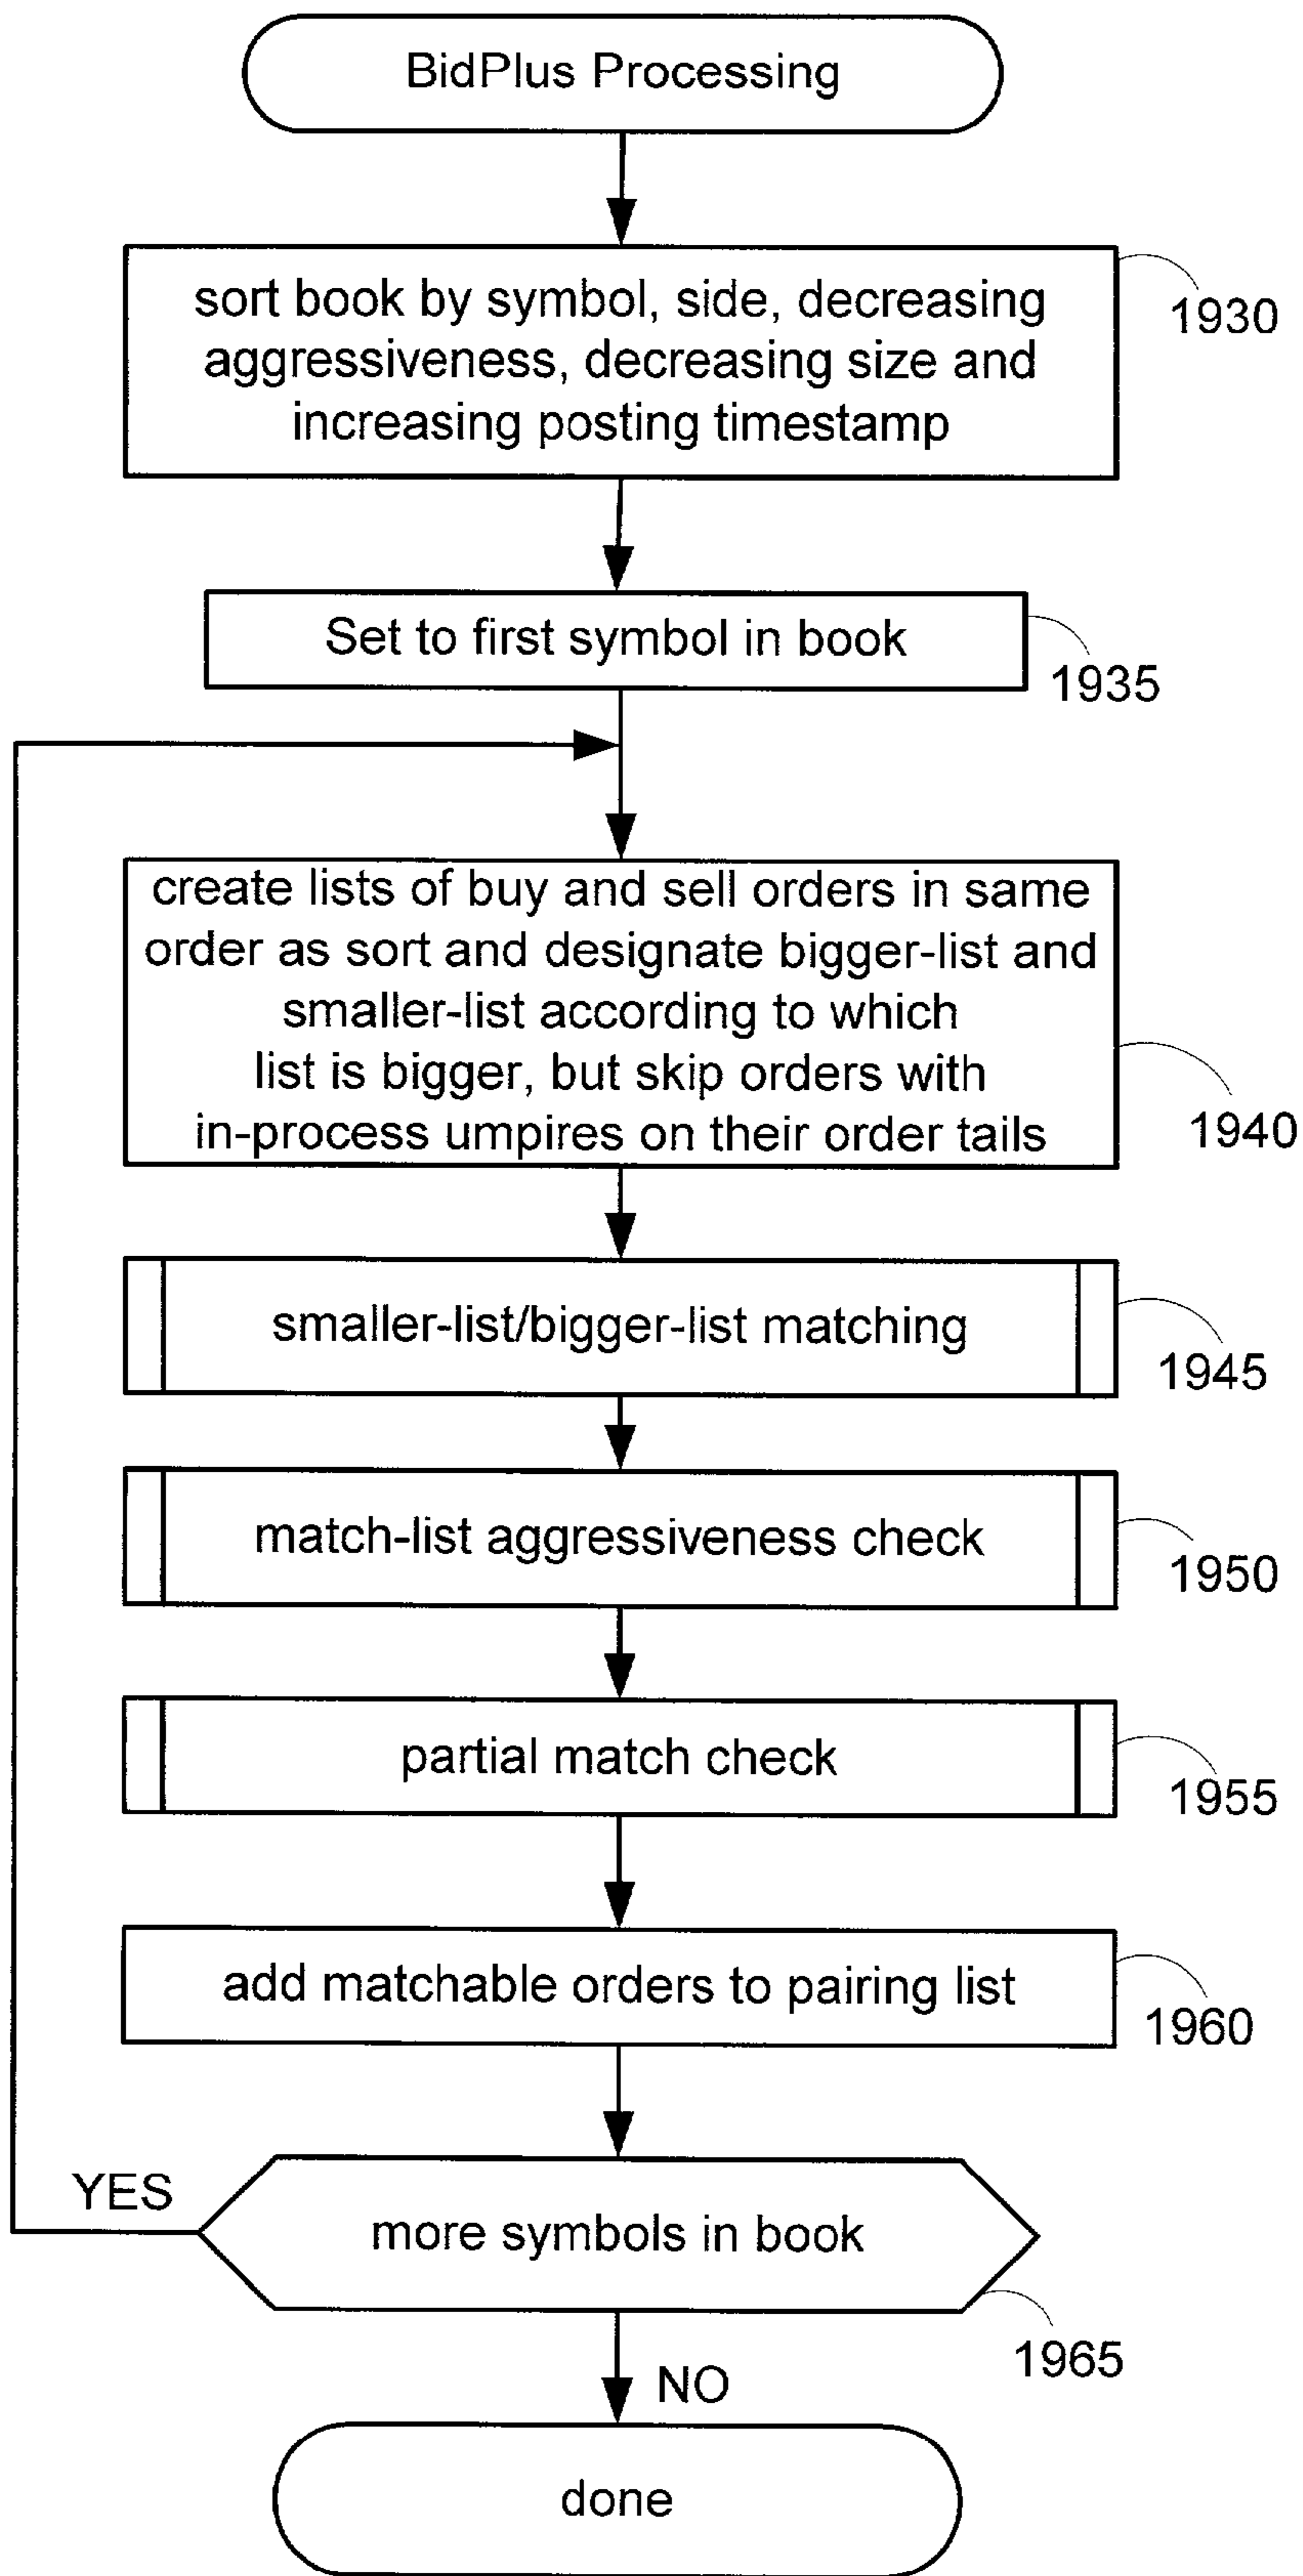 BidPlus Processing
sort book by symbol, side, decreasing
aggressiveness, decreasing size and
increasing posting timestamp
1930
Set to first symbol in book
1935
create lists of buy and sell orders in same
order as sort and designate bigger-list and
smaller-list according to which
list is bigger, but skip orders with
in-process umpires on their order tails
1940
smaller-list/bigger-list matching
1945
match-list aggressiveness check
1950
partial match check
1955
add matchable orders to pairing list
1960
YES
more symbols in book
1965
NO
done